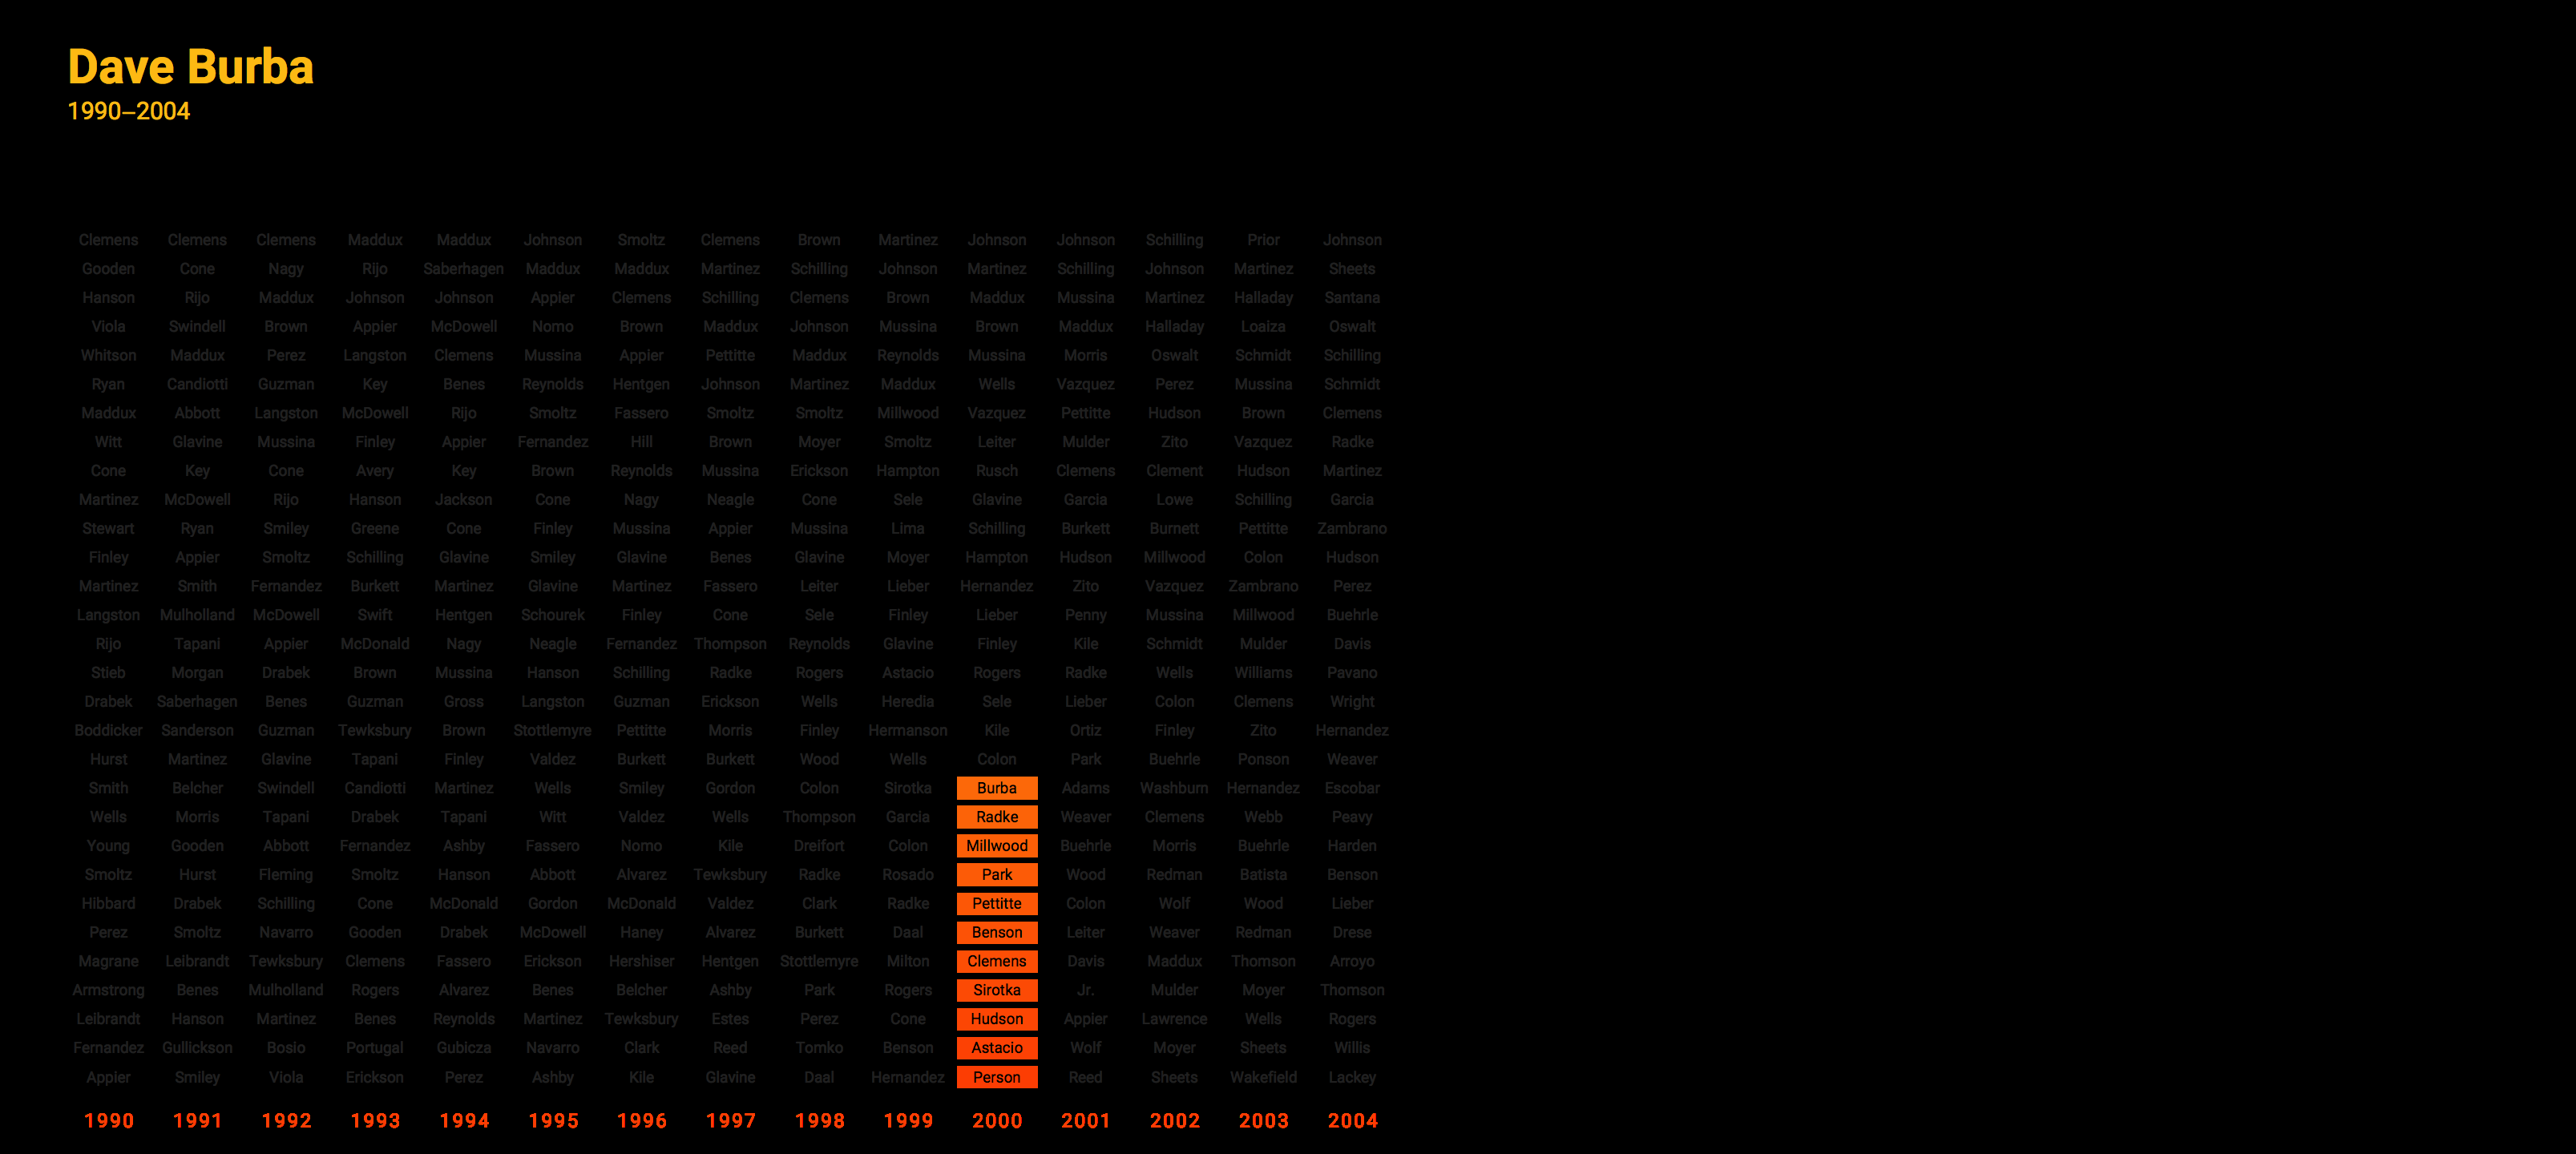 Dave Burba
1990–2004
Clemens Clemens Clemens Maddux Maddux Johnson Smoltz Clemens Brown Martinez Johnson Johnson Schilling Prior Johnson
Gooden Cone Nagy Rijo Saberhagen Maddux Maddux Martinez Schilling Johnson Martinez Schilling Johnson Martinez Sheets
Hanson Rijo Maddux Johnson Johnson Appier Clemens Schilling Clemens Brown Maddux Mussina Martinez Halladay Santana
Viola Swindell Brown Appier McDowell Nomo Brown Maddux Johnson Mussina Brown Maddux Halladay Loaiza Oswalt
Whitson Maddux Perez Langston Clemens Mussina Appier Pettitte Maddux Reynolds Mussina Morris Oswalt Schmidt Schilling
Ryan Candiotti Guzman Key Benes Reynolds Hentgen Johnson Martinez Maddux Wells Vazquez Perez Mussina Schmidt
Maddux Abbott Langston McDowell Rijo Smoltz Fassero Smoltz Smoltz Millwood Vazquez Pettitte Hudson Brown Clemens
Witt Glavine Mussina Finley Appier Fernandez Hill Brown Moyer Smoltz Leiter Mulder Zito Vazquez Radke
Cone Key Cone Avery Key Brown Reynolds Mussina Erickson Hampton Rusch Clemens Clement Hudson Martinez
Martinez McDowell Rijo Hanson Jackson Cone Nagy Neagle Cone Sele Glavine Garcia Lowe Schilling Garcia
Stewart Ryan Smiley Greene Cone Finley Mussina Appier Mussina Lima Schilling Burkett Burnett Pettitte Zambrano
Finley Appier Smoltz Schilling Glavine Smiley Glavine Benes Glavine Moyer Hampton Hudson Millwood Colon Hudson
Martinez Smith Fernandez Burkett Martinez Glavine Martinez Fassero Leiter Lieber Hernandez Zito Vazquez Zambrano Perez
Langston Mulholland McDowell Swift Hentgen Schourek Finley Cone Sele Finley Lieber Penny Mussina Millwood Buehrle
Rijo Tapani Appier McDonald Nagy Neagle Fernandez Thompson Reynolds Glavine Finley Kile Schmidt Mulder Davis
Stieb Morgan Drabek Brown Mussina Hanson Schilling Radke Rogers Astacio Rogers Radke Wells Williams Pavano
Drabek Saberhagen Benes Guzman Gross Langston Guzman Erickson Wells Heredia Sele Lieber Colon Clemens Wright
Boddicker Sanderson Guzman Tewksbury Brown Stottlemyre Pettitte Morris Finley Hermanson Kile Ortiz Finley Zito Hernandez
Hurst Martinez Glavine Tapani Finley Valdez Burkett Burkett Wood Wells Colon Park Buehrle Ponson Weaver
Smith Belcher Swindell Candiotti Martinez Wells Smiley Gordon Colon Sirotka Burba Adams Washburn Hernandez Escobar
Wells Morris Tapani Drabek Tapani Witt Valdez Wells Thompson Garcia Radke Weaver Clemens Webb Peavy
Young Gooden Abbott Fernandez Ashby Fassero Nomo Kile Dreifort Colon Millwood Buehrle Morris Buehrle Harden
Smoltz Hurst Fleming Smoltz Hanson Abbott Alvarez Tewksbury Radke Rosado Park Wood Redman Batista Benson
Hibbard Drabek Schilling Cone McDonald Gordon McDonald Valdez Clark Radke Pettitte Colon Wolf Wood Lieber
Perez Smoltz Navarro Gooden Drabek McDowell Haney Alvarez Burkett Daal Benson Leiter Weaver Redman Drese
Magrane Leibrandt Tewksbury Clemens Fassero Erickson Hershiser Hentgen Stottlemyre Milton Clemens Davis Maddux Thomson Arroyo
Armstrong Benes Mulholland Rogers Alvarez Benes Belcher Ashby Park Rogers Sirotka Jr. Mulder Moyer Thomson
Leibrandt Hanson Martinez Benes Reynolds Martinez Tewksbury Estes Perez Cone Hudson Appier Lawrence Wells Rogers
Fernandez Gullickson Bosio Portugal Gubicza Navarro Clark Reed Tomko Benson Astacio Wolf Moyer Sheets Willis
Appier Smiley Viola Erickson Perez Ashby Kile Glavine Daal Hernandez Person Reed Sheets Wakefield Lackey
1990 1991 1992 1993 1994 1995 1996 1997 1998 1999 2000 2001 2002 2003 2004